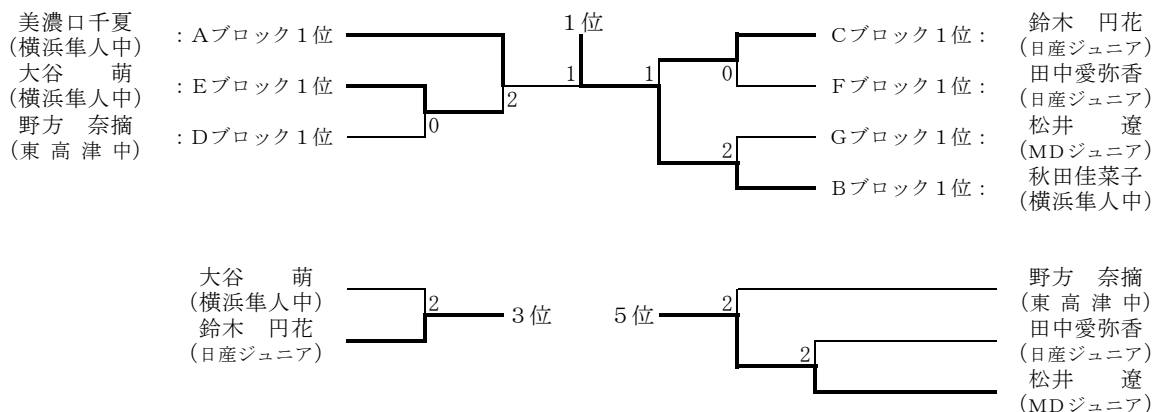 美濃口千夏
(横浜隼人中)
:Aブロック1位
大谷 萌
(横浜隼人中)
:Eブロック1位
野方 奈摘
(東 高 津 中)
:Dブロック1位
1位
1
1
2
0
0
2
Cブロック1位:
鈴木 円花
(日産ジュニア)
Fブロック1位:
田中愛弥香
(日産ジュニア)
Gブロック1位:
松井 遼
(MDジュニア)
Bブロック1位:
秋田佳菜子
(横浜隼人中)
大谷 萌
(横浜隼人中)
鈴木 円花
(日産ジュニア)
2
3位
5位
2
2
野方 奈摘
(東 高 津 中)
田中愛弥香
(日産ジュニア)
松井 遼
(MDジュニア)